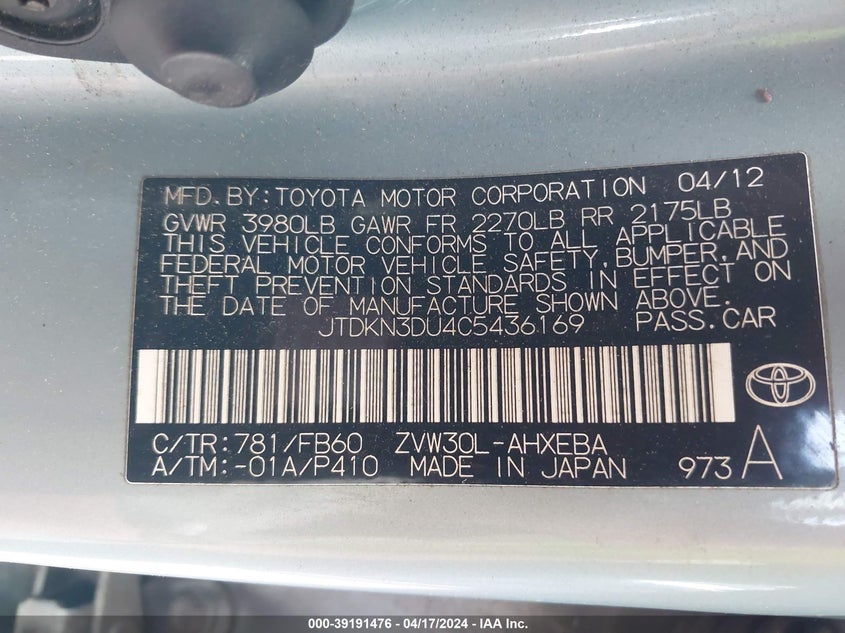 MFD. BY: TOYOTA MOTOR CORPORATION 04/12
GVWR 3980LB GAWR FR 2270LB RR 2175LB
THIS VEHICLE CONFORMS TO ALL APPLICABLE
FEDERAL MOTOR VEHICLE SAFETY, BUMPER, AND
THEFT PREVENTION STANDARDS IN EFFECT ON
THE DATE OF MANUFACTURE SHOWN ABOVE.
JTDKN3DU4C5436169 PASS. CAR
C/TR: 781/FB60 ZVW30L-AHXEBA
A/TM: -01A/P410 MADE IN JAPAN 973 A
000-39191476 - 04/17/2024 - IAA Inc.